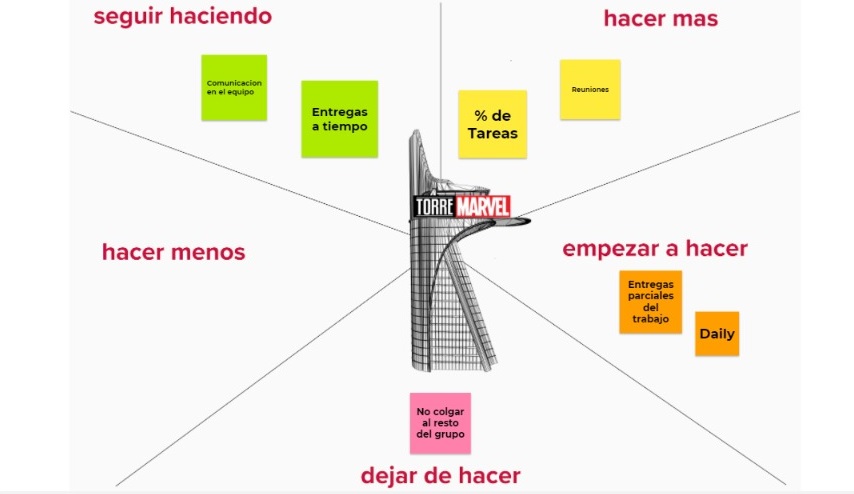 seguir haciendo
hacer mas
Comunicacion
en el equipo
Entregas
a tiempo
% de
Tareas
Reuniones
TORRE MARVEL
hacer menos
empezar a hacer
Entregas
parciales
del
trabajo
Daily
No colgar
al resto
del grupo
dejar de hacer